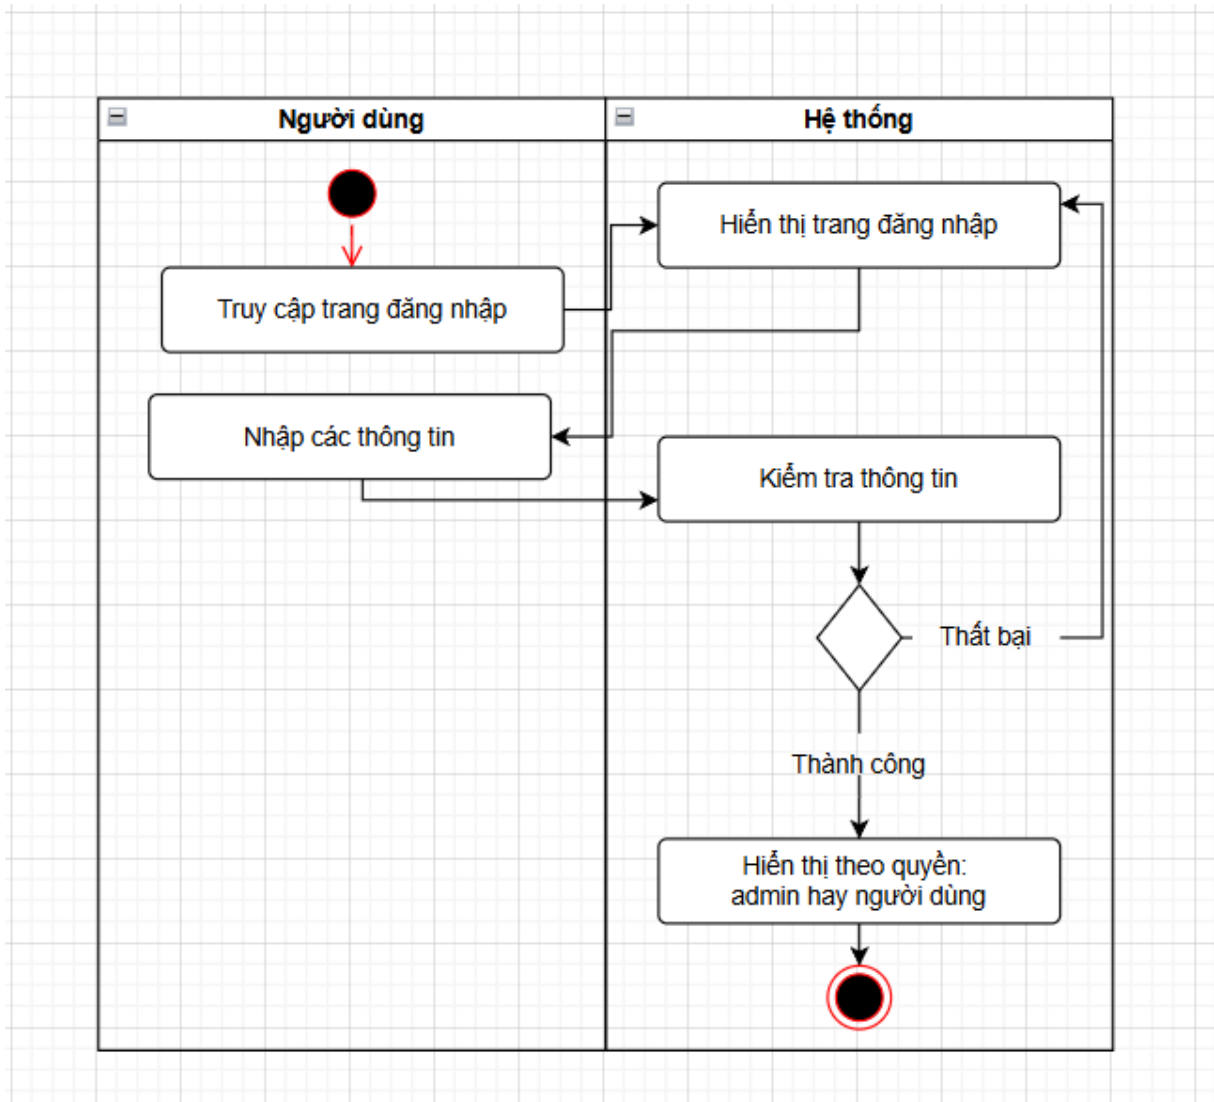 Người dùng
Hệ thống
Hiển thị trang đăng nhập
Truy cập trang đăng nhập
Nhập các thông tin
Kiểm tra thông tin
Thất bại
Thành công
Hiển thị theo quyền:
admin hay người dùng